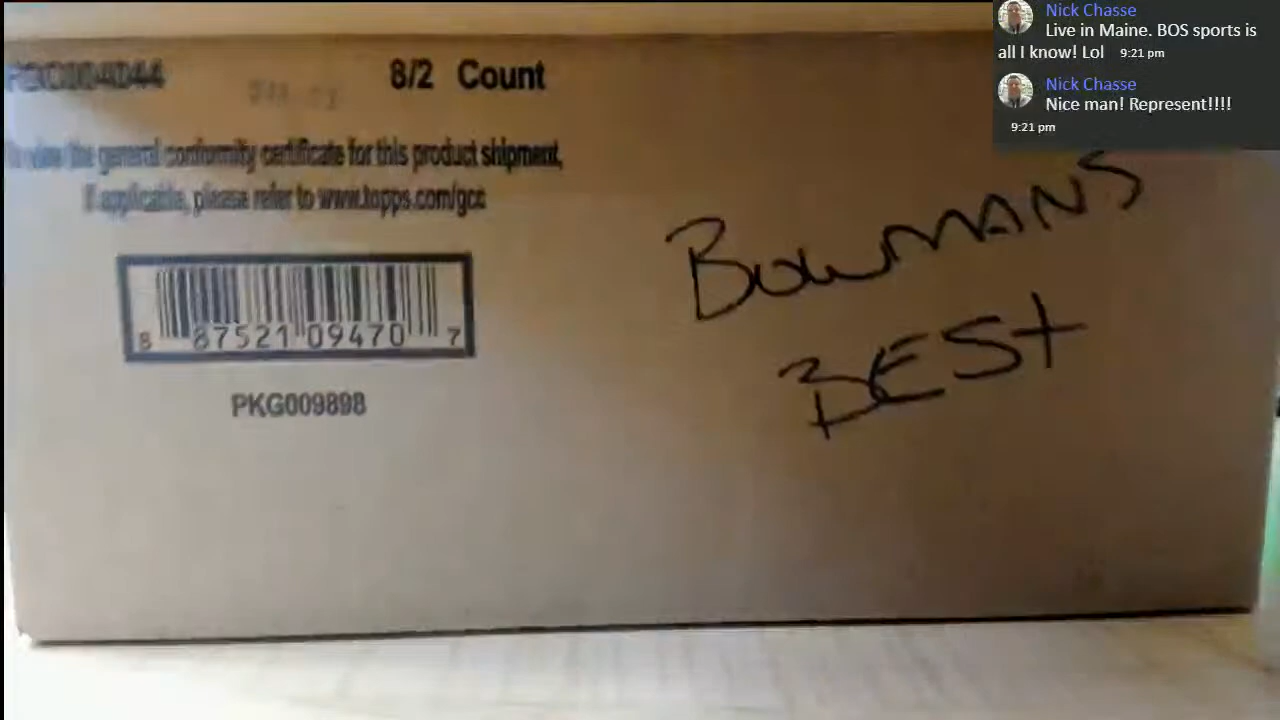 8/2 Count
To view the general conformity certificate for this product shipment,
if applicable, please refer to www.topps.com/gcc
8 87521 09470 7
PKG009898
BOWMANS
BEST
Nick Chasse
Live in Maine. BOS sports is
all I know! Lol 9:21 pm
Nick Chasse
Nice man! Represent!!!!
9:21 pm